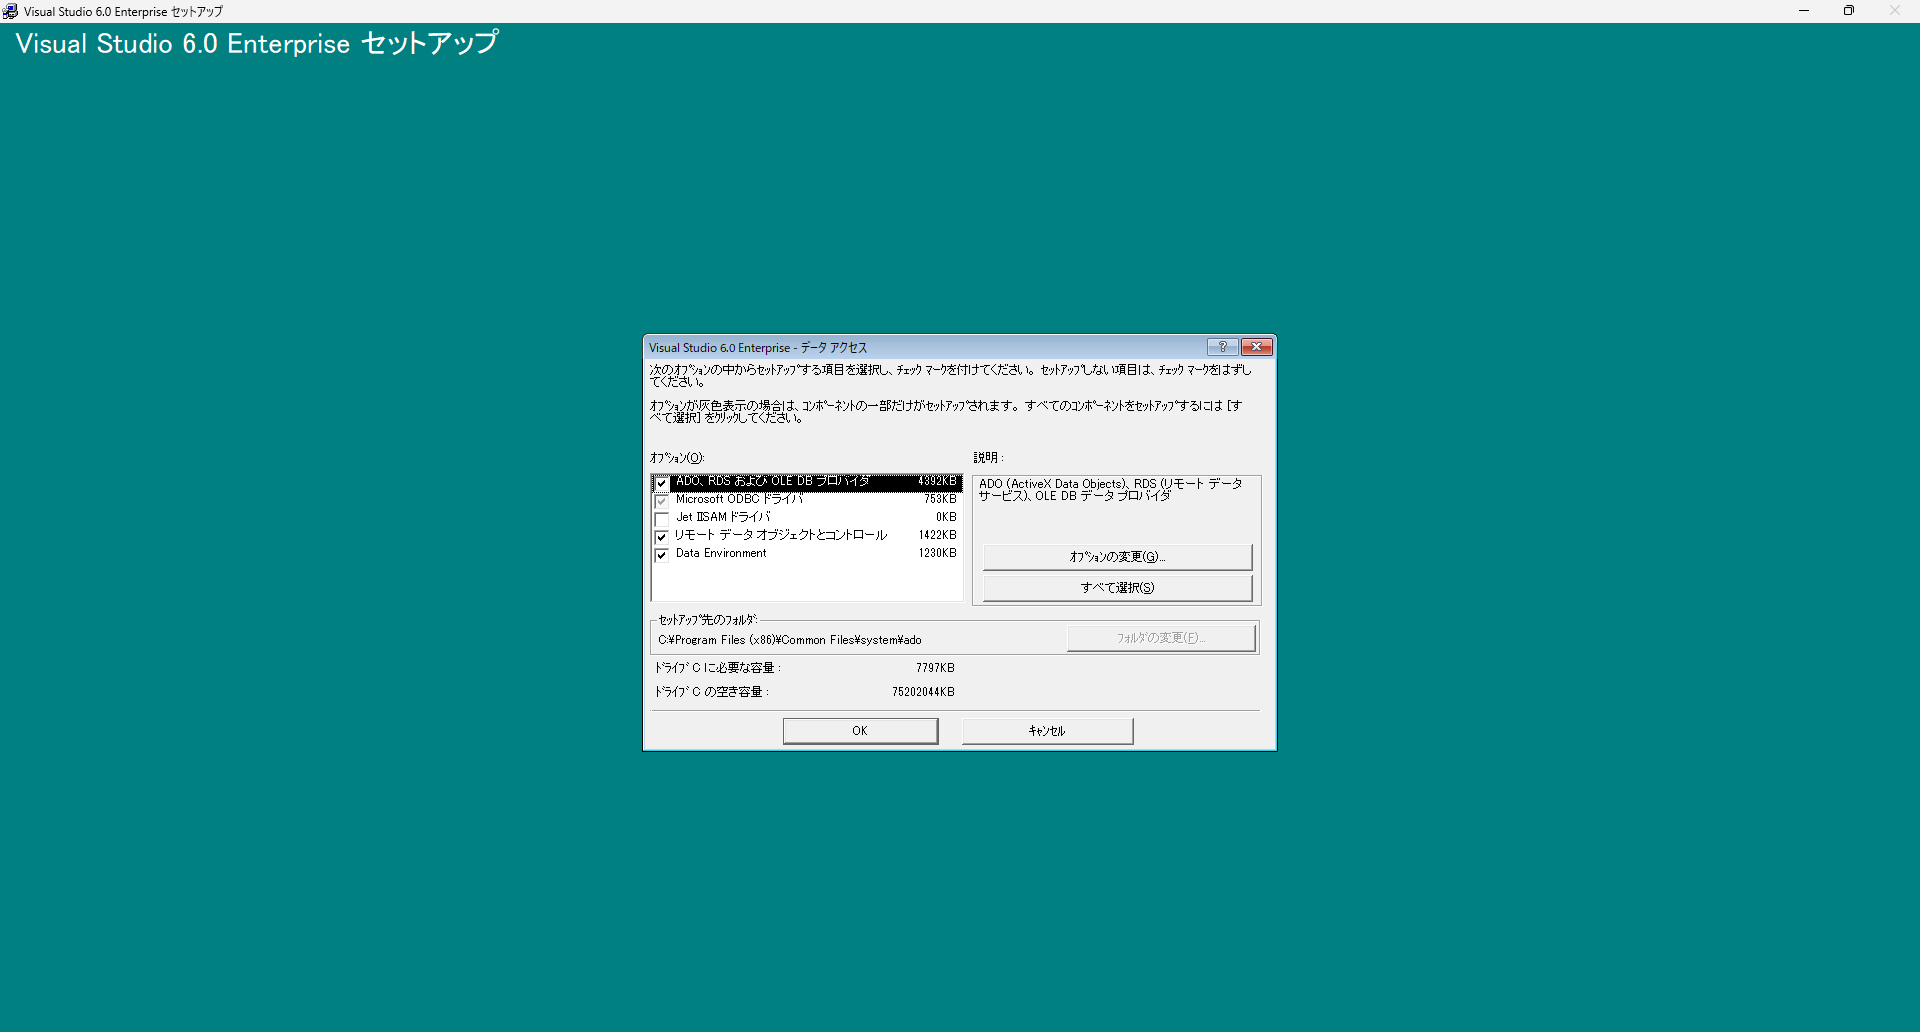 Visual Studio 6.0 Enterprise セットアップ
Visual Studio 6.0 Enterprise セットアップ
Visual Studio 6.0 Enterprise - データ アクセス
次のオプションの中からセットアップする項目を選択し、チェック マークを付けてください。 セットアップしない項目は、チェック マークをはずし
てください。
オプションが灰色表示の場合は、コンポーネントの一部だけがセットアップされます。 すべてのコンポーネントをセットアップするには [す
べて選択] をクリックしてください。
オプション(O):
説明 :
ADO、RDS および OLE DB プロバイダ 4392KB
Microsoft ODBC ドライバ 753KB
Jet IISAM ドライバ 0KB
リモート データ オブジェクトとコントロール 1422KB
Data Environment 1230KB
ADO (ActiveX Data Objects)、RDS (リモート データ
サービス)、OLE DB データ プロバイダ
オプションの変更(G)...
すべて選択(S)
セットアップ先のフォルダ:
C:¥Program Files (x86)¥Common Files¥system¥ado
フォルダの変更(F)...
ドライブ C に必要な容量 : 7797KB
ドライブ C の空き容量 : 75202044KB
OK
キャンセル